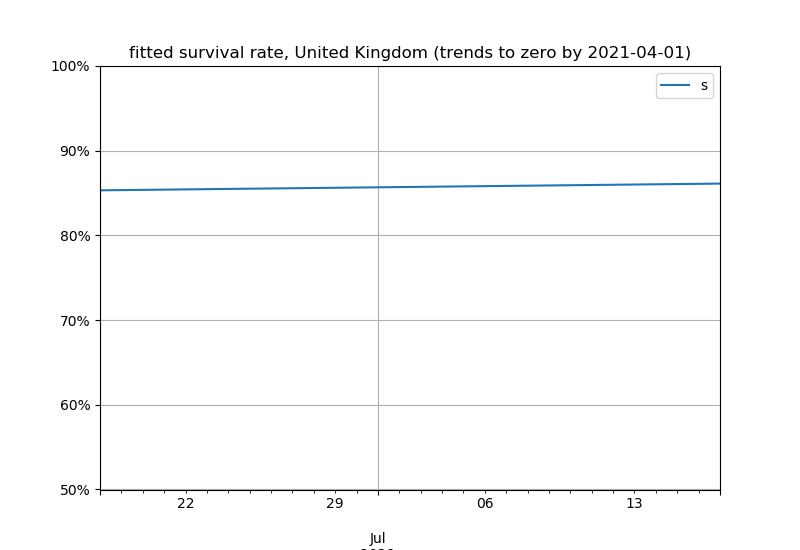 fitted survival rate, United Kingdom (trends to zero by 2021-04-01)
100%
s
90%
80%
70%
60%
50%
22 29 06 13
Jul